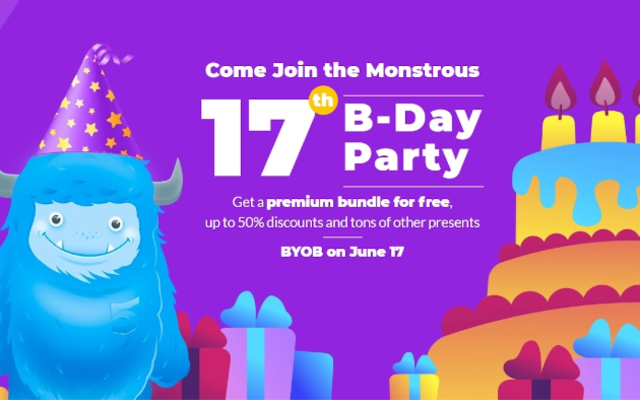 Come Join the Monstrous
17th B-Day
Party
Get a premium bundle for free,
up to 50% discounts and tons of other presents
BYOB on June 17
5